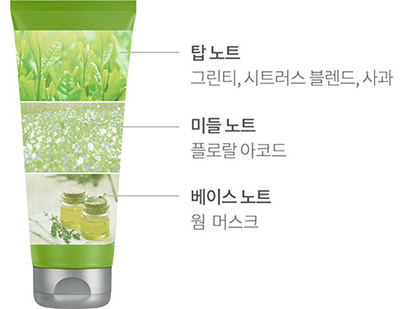 탑 노트
그린티, 시트러스 블렌드, 사과
미들 노트
플로랄 아코드
베이스 노트
웜 머스크